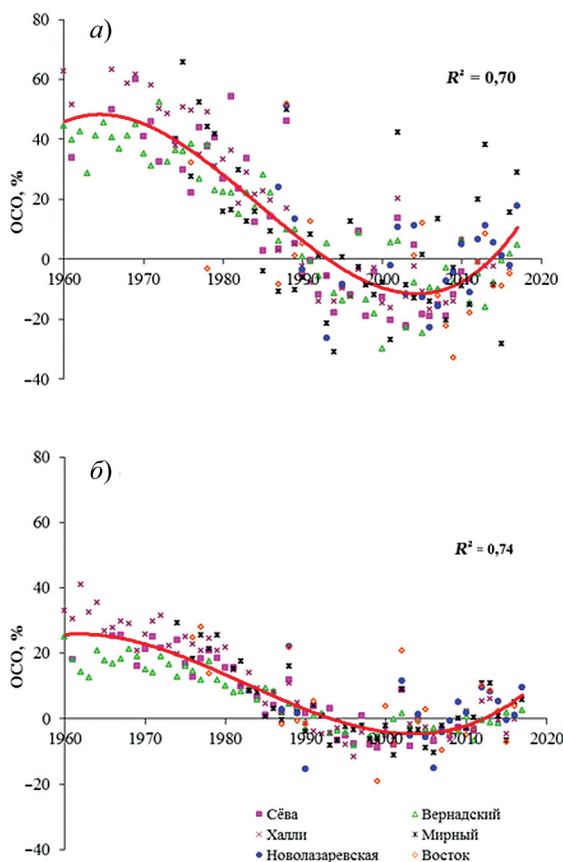 а)
ОСО, %
80
60
40
20
0
−20
−40
R² = 0,70
1960 1970 1980 1990 2000 2010 2020
б)
ОСО, %
80
60
40
20
0
−20
−40
R² = 0,74
1960 1970 1980 1990 2000 2010 2020
Сёва Вернадский
Халли Мирный
Новолазаревская Восток